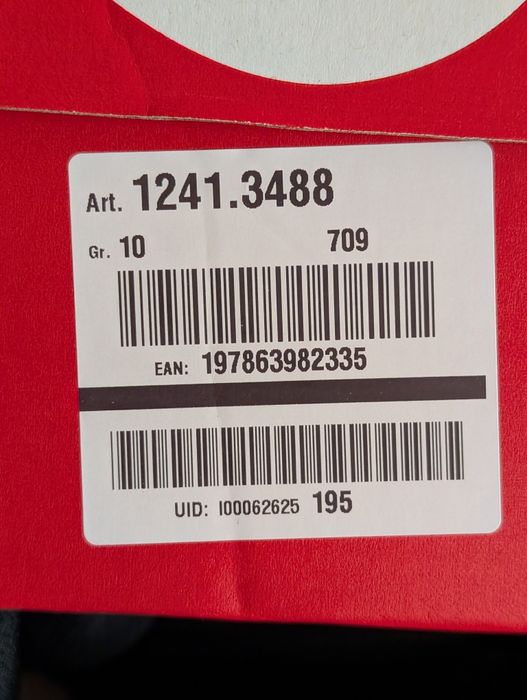 Art. 1241.3488
Gr. 10 709
EAN: 197863982335
UID: I00062625 195